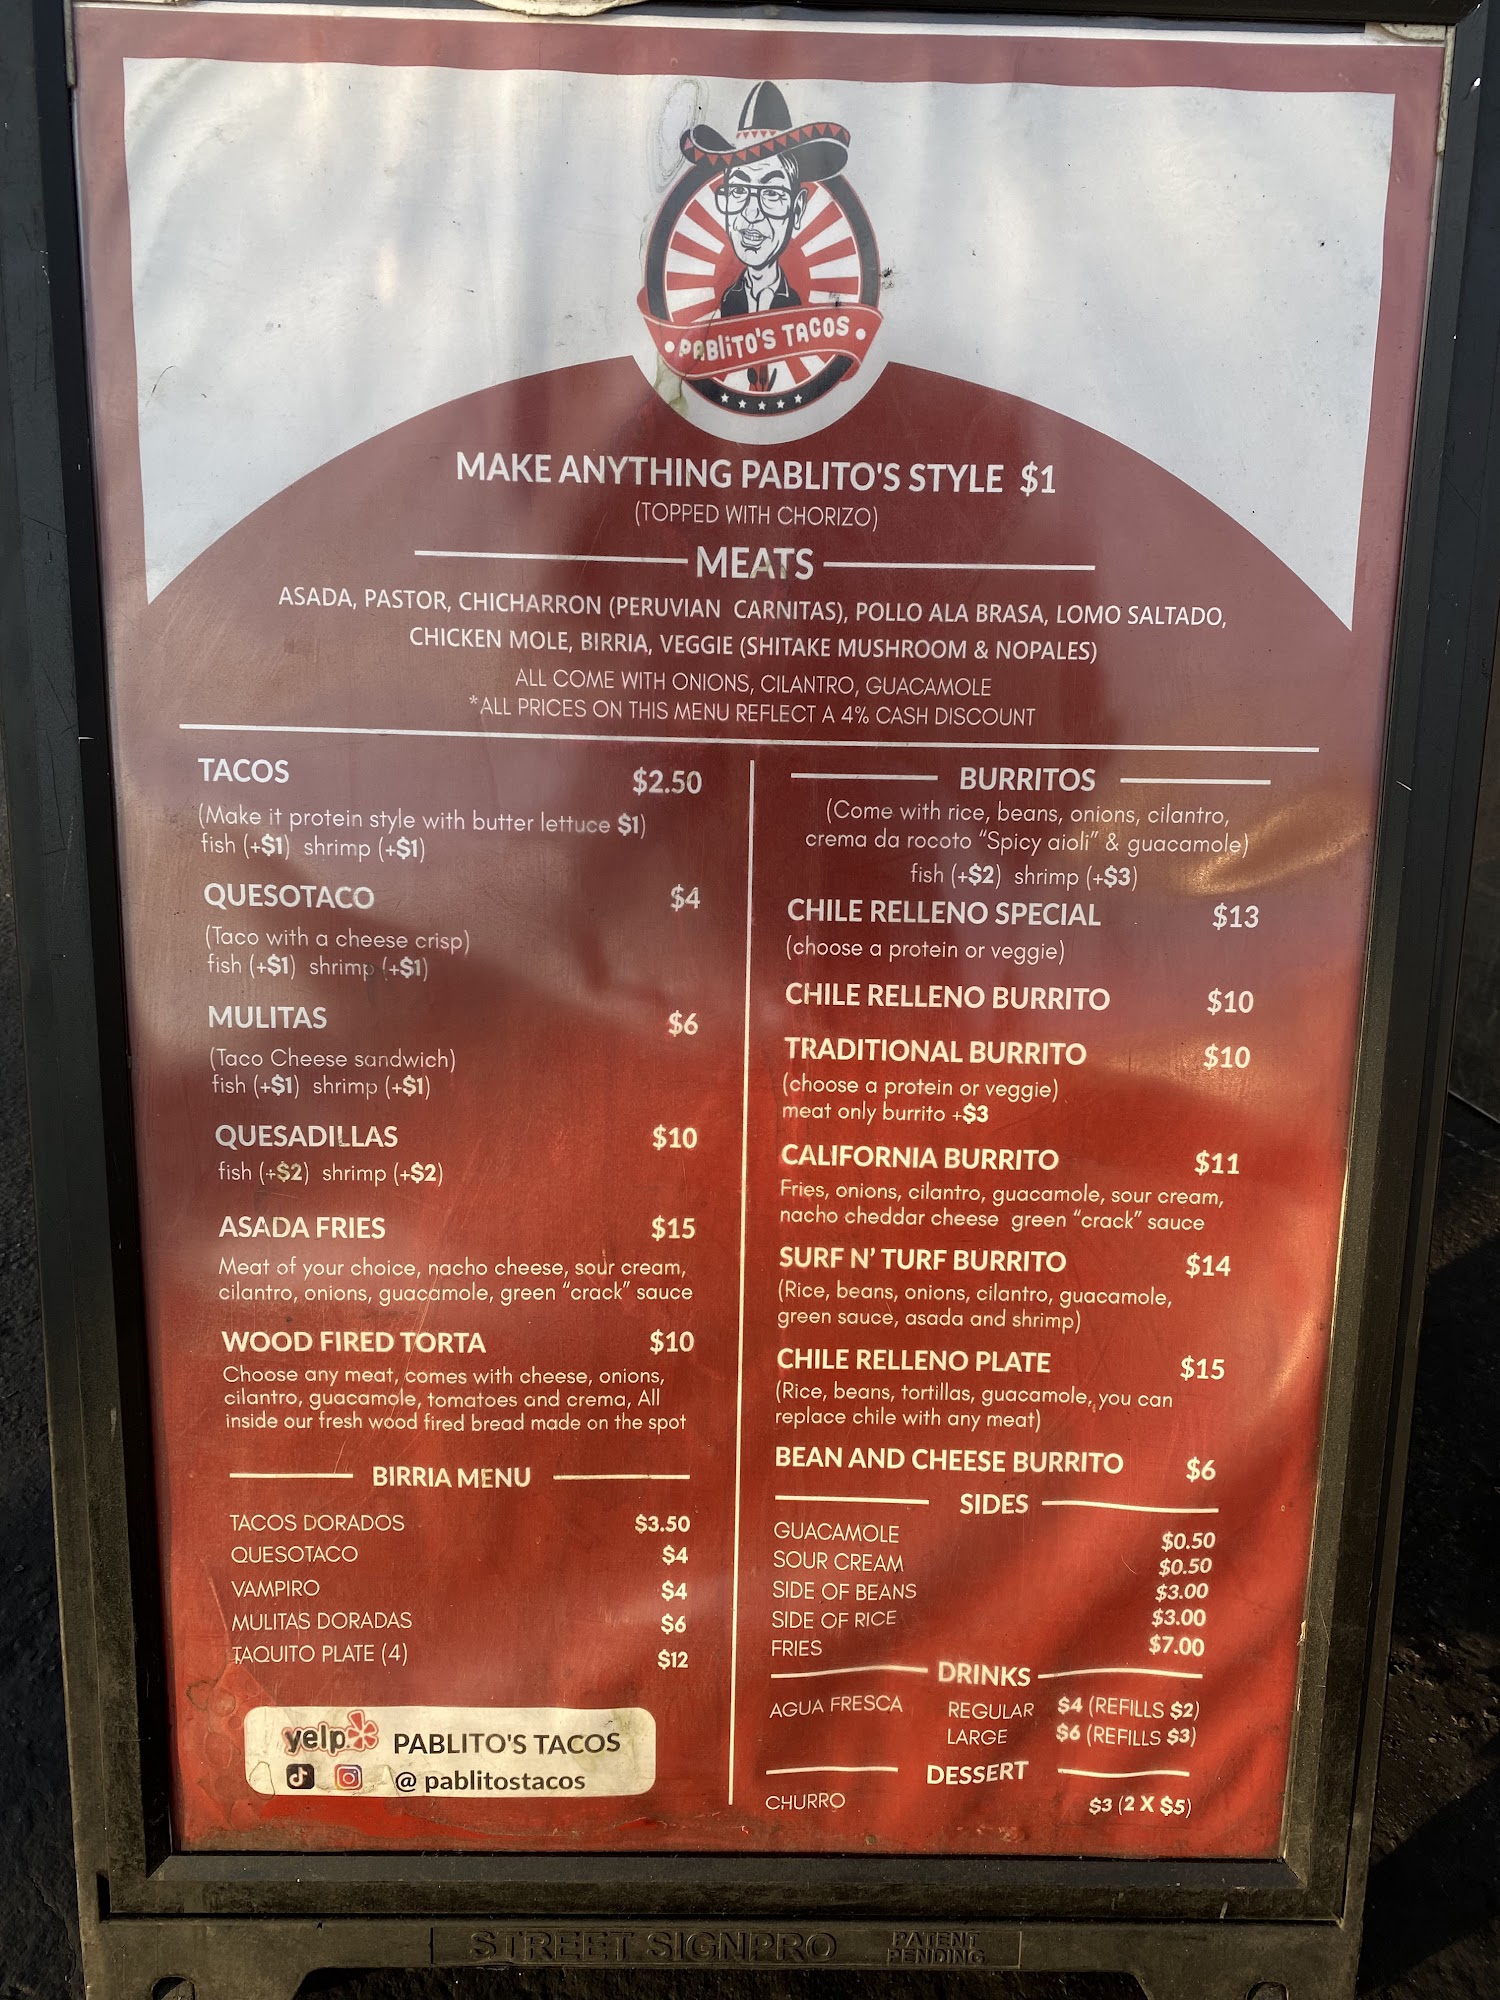 PABLITO'S TACOS
MAKE ANYTHING PABLITO'S STYLE $1
(TOPPED WITH CHORIZO)
MEATS
ASADA, PASTOR, CHICHARRON (PERUVIAN CARNITAS), POLLO ALA BRASA, LOMO SALTADO,
CHICKEN MOLE, BIRRIA, VEGGIE (SHITAKE MUSHROOM & NOPALES)
ALL COME WITH ONIONS, CILANTRO, GUACAMOLE
*ALL PRICES ON THIS MENU REFLECT A 4% CASH DISCOUNT
TACOS $2.50
(Make it protein style with butter lettuce $1)
fish (+$1) shrimp (+$1)
QUESOTACO $4
(Taco with a cheese crisp)
fish (+$1) shrimp (+$1)
MULITAS $6
(Taco Cheese sandwich)
fish (+$1) shrimp (+$1)
QUESADILLAS $10
fish (+$2) shrimp (+$2)
ASADA FRIES $15
Meat of your choice, nacho cheese, sour cream,
cilantro, onions, guacamole, green "crack" sauce
WOOD FIRED TORTA $10
Choose any meat, comes with cheese, onions,
cilantro, guacamole, tomatoes and crema, All
inside our fresh wood fired bread made on the spot
BIRRIA MENU
TACOS DORADOS $3.50
QUESOTACO $4
VAMPIRO $4
MULITAS DORADAS $6
TAQUITO PLATE (4) $12
yelp PABLITO'S TACOS
@ pablitostacos
BURRITOS
(Come with rice, beans, onions, cilantro,
crema da rocoto "Spicy aioli" & guacamole)
fish (+$2) shrimp (+$3)
CHILE RELLENO SPECIAL $13
(choose a protein or veggie)
CHILE RELLENO BURRITO $10
TRADITIONAL BURRITO $10
(choose a protein or veggie)
meat only burrito +$3
CALIFORNIA BURRITO $11
Fries, onions, cilantro, guacamole, sour cream,
nacho cheddar cheese green "crack" sauce
SURF N' TURF BURRITO $14
(Rice, beans, onions, cilantro, guacamole,
green sauce, asada and shrimp)
CHILE RELLENO PLATE $15
(Rice, beans, tortillas, guacamole, you can
replace chile with any meat)
BEAN AND CHEESE BURRITO $6
SIDES
GUACAMOLE $0.50
SOUR CREAM $0.50
SIDE OF BEANS $3.00
SIDE OF RICE $3.00
FRIES $7.00
DRINKS
AGUA FRESCA REGULAR $4 (REFILLS $2)
LARGE $6 (REFILLS $3)
DESSERT
CHURRO $3 (2 X $5)
STREET SIGNPRO PATENT
PENDING